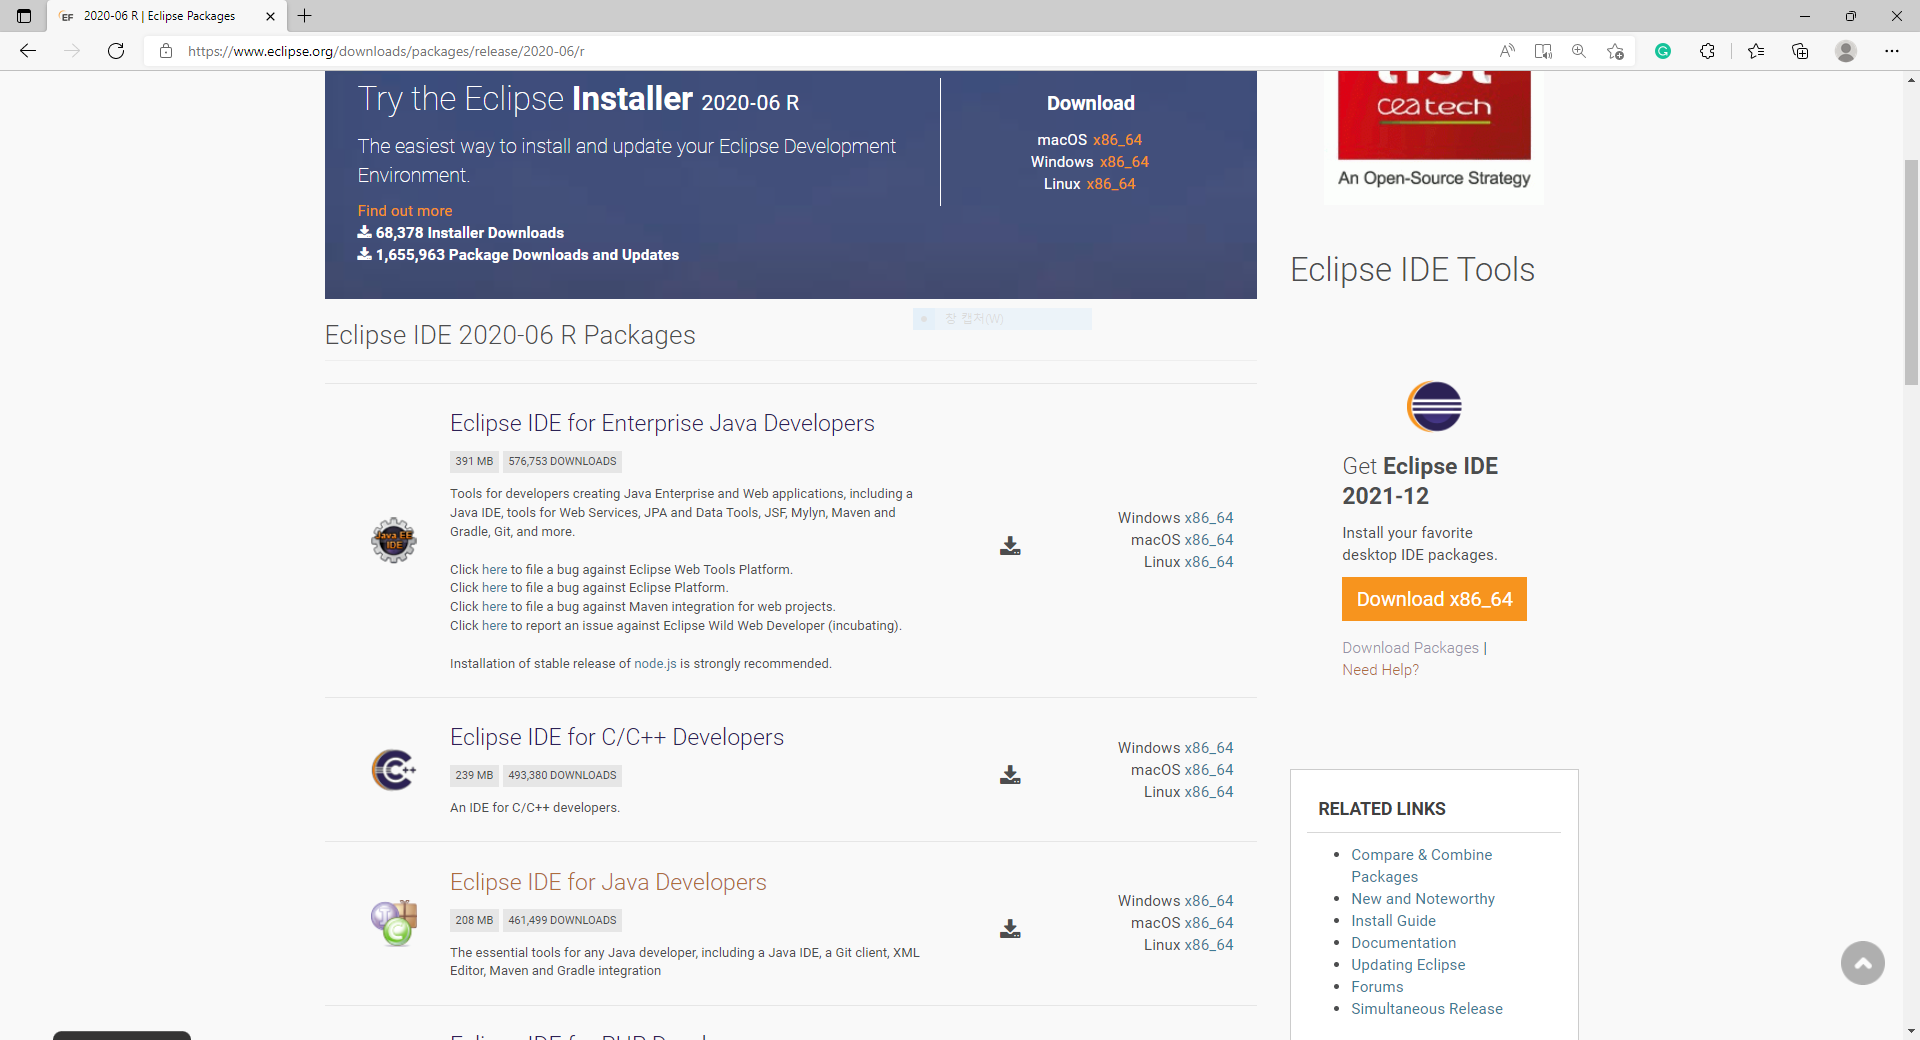 2020-06 R | Eclipse Packages
https://www.eclipse.org/downloads/packages/release/2020-06/r
Try the Eclipse Installer 2020-06 R
The easiest way to install and update your Eclipse Development
Environment.
Find out more
68,378 Installer Downloads
1,655,963 Package Downloads and Updates
Download
macOS x86_64
Windows x86_64
Linux x86_64
cea tech
An Open-Source Strategy
Eclipse IDE Tools
창 캡처(W)
Eclipse IDE 2020-06 R Packages
Eclipse IDE for Enterprise Java Developers
391 MB 576,753 DOWNLOADS
Tools for developers creating Java Enterprise and Web applications, including a
Java IDE, tools for Web Services, JPA and Data Tools, JSF, Mylyn, Maven and
Gradle, Git, and more.
Click here to file a bug against Eclipse Web Tools Platform.
Click here to file a bug against Eclipse Platform.
Click here to file a bug against Maven integration for web projects.
Click here to report an issue against Eclipse Wild Web Developer (incubating).
Installation of stable release of node.js is strongly recommended.
Java EE
IDE
Windows x86_64
macOS x86_64
Linux x86_64
Get Eclipse IDE
2021-12
Install your favorite
desktop IDE packages.
Download x86_64
Download Packages |
Need Help?
Eclipse IDE for C/C++ Developers
239 MB 493,380 DOWNLOADS
An IDE for C/C++ developers.
C++
Windows x86_64
macOS x86_64
Linux x86_64
Eclipse IDE for Java Developers
208 MB 461,499 DOWNLOADS
The essential tools for any Java developer, including a Java IDE, a Git client, XML
Editor, Maven and Gradle integration
Windows x86_64
macOS x86_64
Linux x86_64
RELATED LINKS
Compare & Combine
Packages
New and Noteworthy
Install Guide
Documentation
Updating Eclipse
Forums
Simultaneous Release
Eclipse IDE for PHP